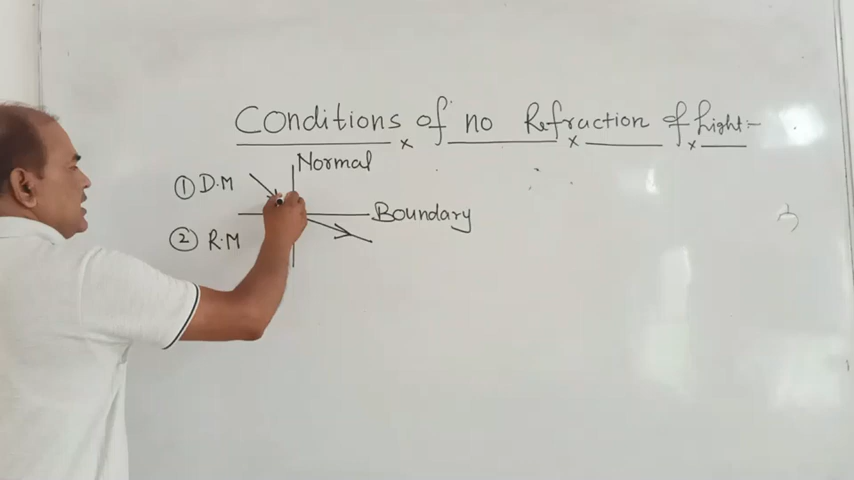 Conditions of no Refraction of Light:-
Normal
① D.M
Boundary
② R.M